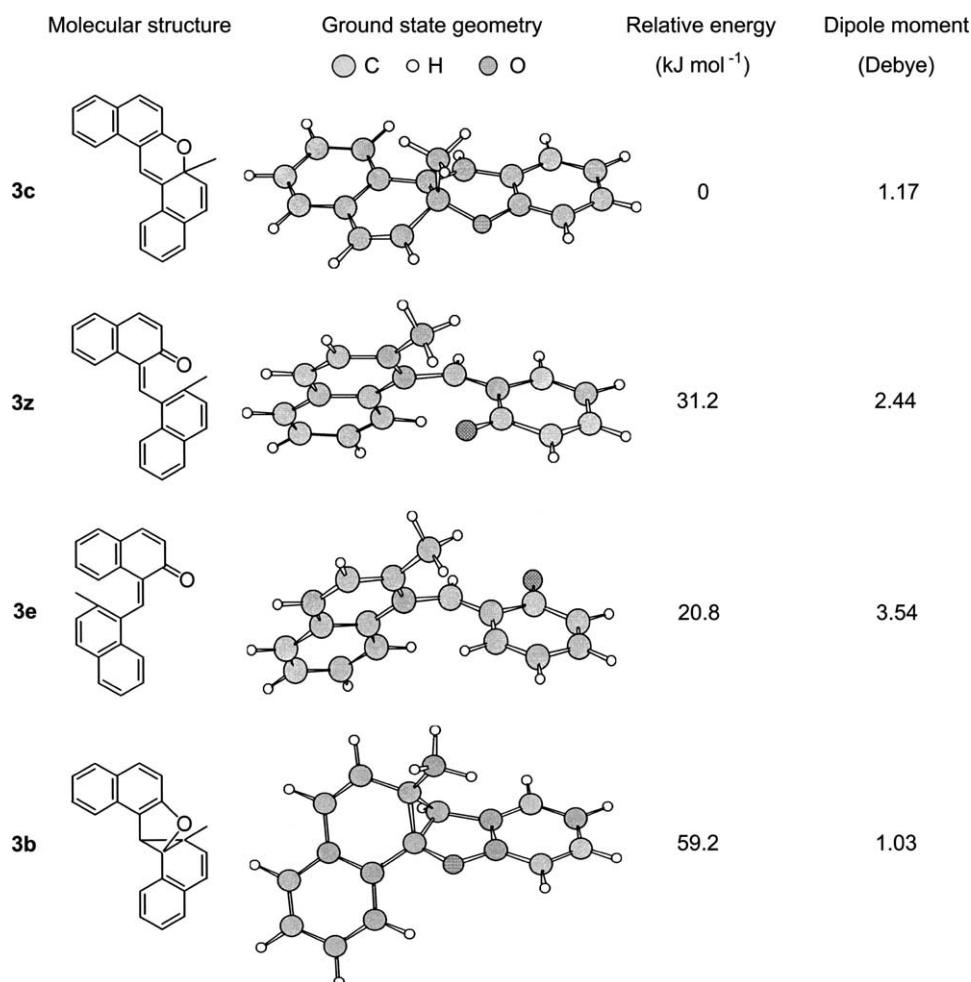 Molecular structure Ground state geometry Relative energy Dipole moment
C H O (kJ mol⁻¹) (Debye)
O
3c 0 1.17
O
3z 31.2 2.44
O
3e 20.8 3.54
O
3b 59.2 1.03